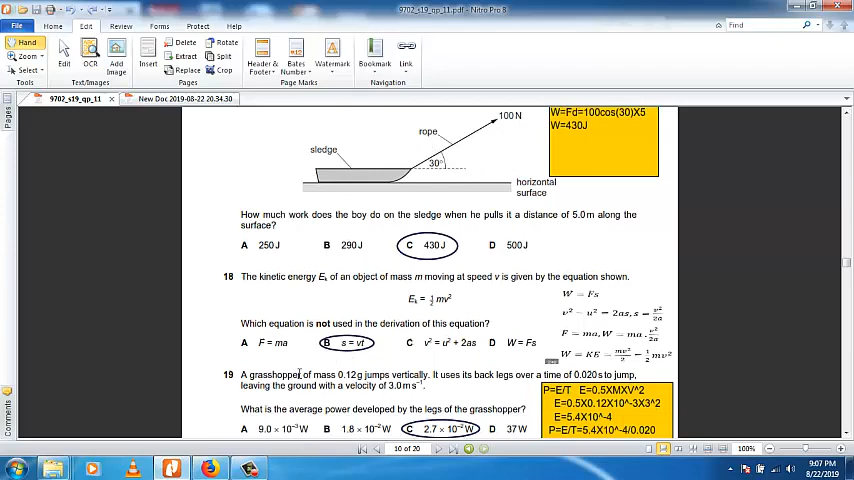 9702_s19_qp_11.pdf - Nitro Pro 8
File
Home
Edit
Review
Forms
Protect
Help
Find
Hand
Zoom
Select
Tools
Edit
OCR
Add Image
Text/Images
Insert
Delete
Extract
Replace
Rotate
Split
Crop
Pages
Header & Footer
Bates Number
Watermark
Page Marks
Bookmark
Link
Navigation
9702_s19_qp_11
New Doc 2019-08-22 20.34.30
Pages
Comments
100 N
rope
sledge
30°
horizontal
surface
W=Fd=100cos(30)X5
W=430J
How much work does the boy do on the sledge when he pulls it a distance of 5.0 m along the
surface?
A 250 J B 290 J C 430 J D 500 J
18 The kinetic energy Eₖ of an object of mass m moving at speed v is given by the equation shown.
Eₖ = ½ mv²
Which equation is not used in the derivation of this equation?
A F = ma B s = vt C v² = u² + 2as D W = Fs
W = Fs
v² − u² = 2as, s = v²/2a
F = ma, W = ma · v²/2a
W = KE = mv²/2 − ½ mv²
19 A grasshopper of mass 0.12 g jumps vertically. It uses its back legs over a time of 0.020 s to jump,
leaving the ground with a velocity of 3.0 m s⁻¹.
What is the average power developed by the legs of the grasshopper?
A 9.0 × 10⁻³ W B 1.8 × 10⁻² W C 2.7 × 10⁻² W D 37 W
P=E/T E=0.5XMXV^2
E=0.5X0.12X10^-3X3^2
E=5.4X10^-4
P=E/T=5.4X10^-4/0.020
10 of 20
100%
9:07 PM
8/22/2019